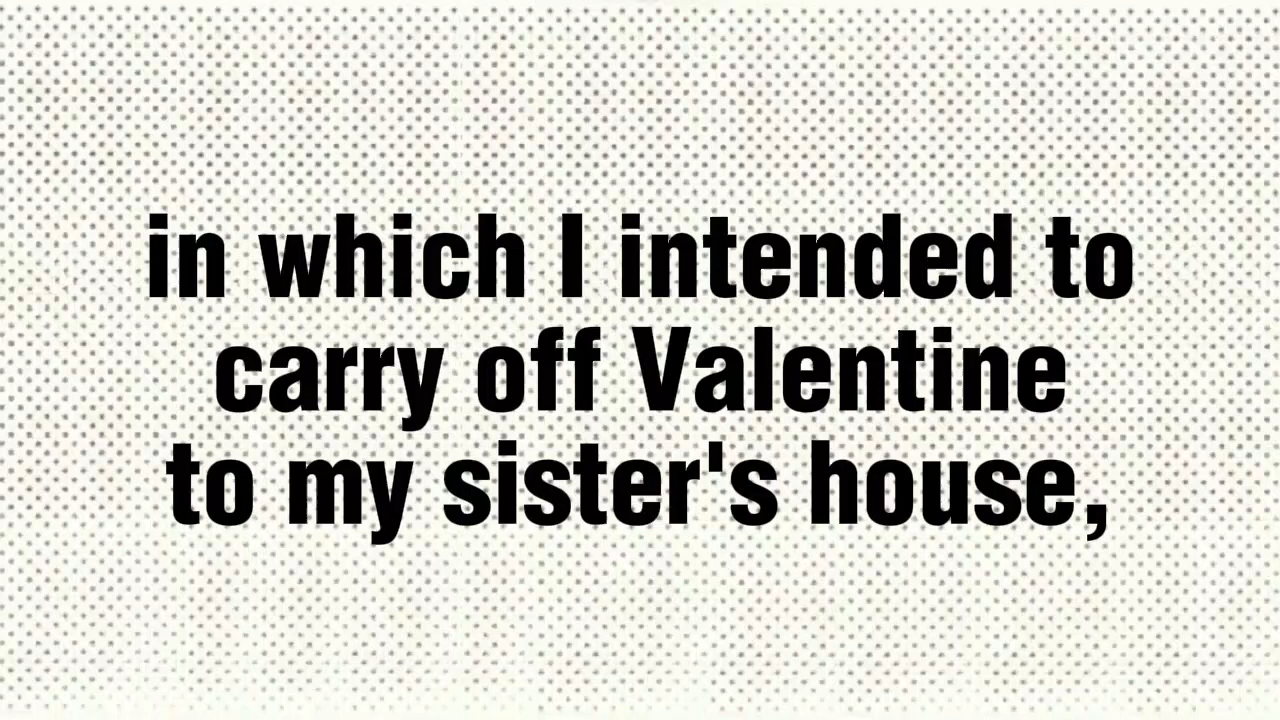 in which I intended to
carry off Valentine
to my sister's house,